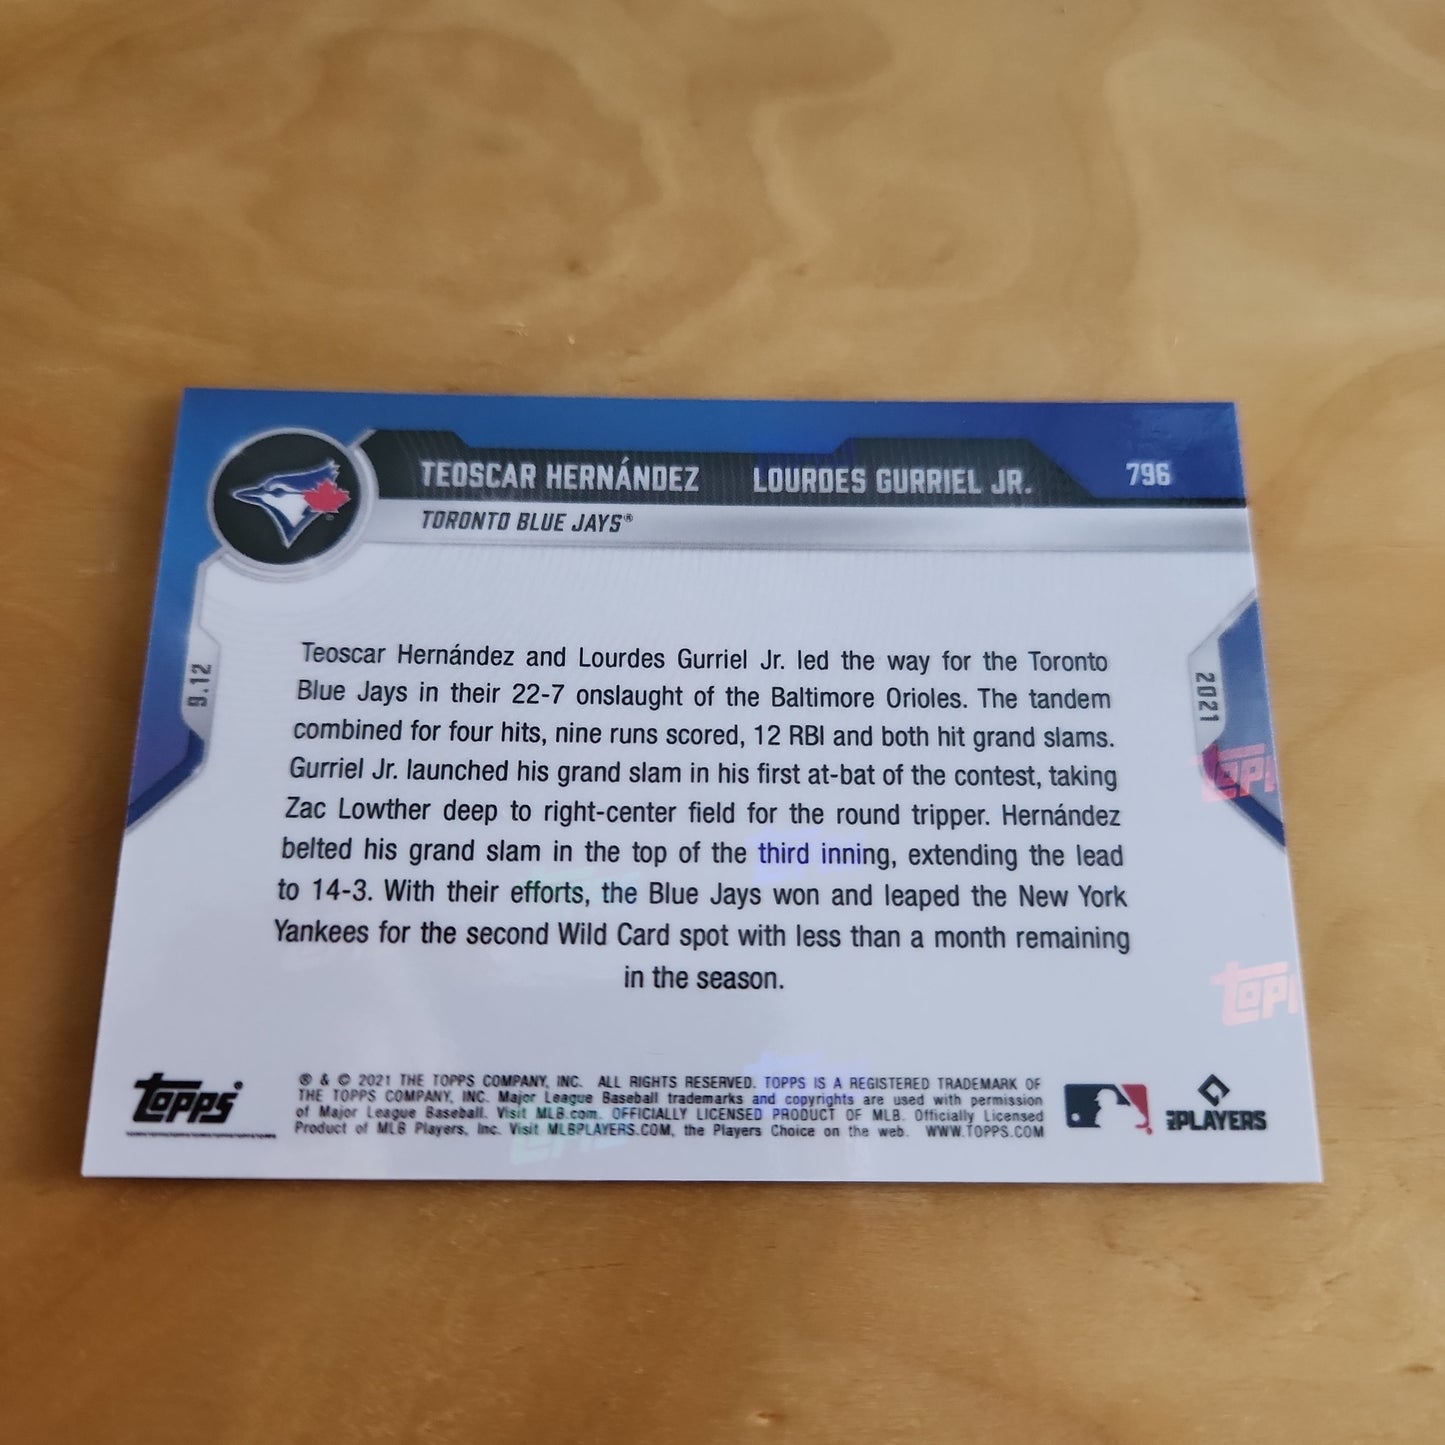 TEOSCAR HERNÁNDEZ LOURDES GURRIEL JR. 796
TORONTO BLUE JAYS®
9.12
2021
Teoscar Hernández and Lourdes Gurriel Jr. led the way for the Toronto
Blue Jays in their 22-7 onslaught of the Baltimore Orioles. The tandem
combined for four hits, nine runs scored, 12 RBI and both hit grand slams.
Gurriel Jr. launched his grand slam in his first at-bat of the contest, taking
Zac Lowther deep to right-center field for the round tripper. Hernández
belted his grand slam in the top of the third inning, extending the lead
to 14-3. With their efforts, the Blue Jays won and leaped the New York
Yankees for the second Wild Card spot with less than a month remaining
in the season.
TOPP
TOPP
Topps®
® & © 2021 THE TOPPS COMPANY, INC. ALL RIGHTS RESERVED. TOPPS IS A REGISTERED TRADEMARK OF
THE TOPPS COMPANY, INC. Major League Baseball trademarks and copyrights are used with permission
of Major League Baseball. Visit MLB.com. OFFICIALLY LICENSED PRODUCT OF MLB. Officially Licensed
Product of MLB Players, Inc. Visit MLBPLAYERS.COM, the Players Choice on the web. WWW.TOPPS.COM
PLAYERS